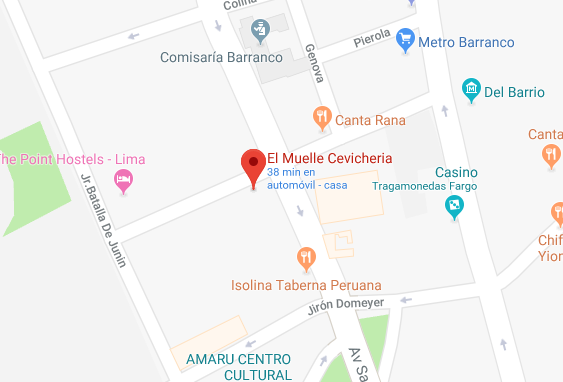 Colina
Comisaría Barranco
Genova
Pierola
Metro Barranco
Del Barrio
Canta Rana
Canta
The Point Hostels - Lima
El Muelle Cevicheria
38 min en
automóvil - casa
Casino
Tragamonedas Fargo
Jr.Batalla De Junín
Chif
Yion
Isolina Taberna Peruana
Jirón Domeyer
AMARU CENTRO
CULTURAL
Av Sa